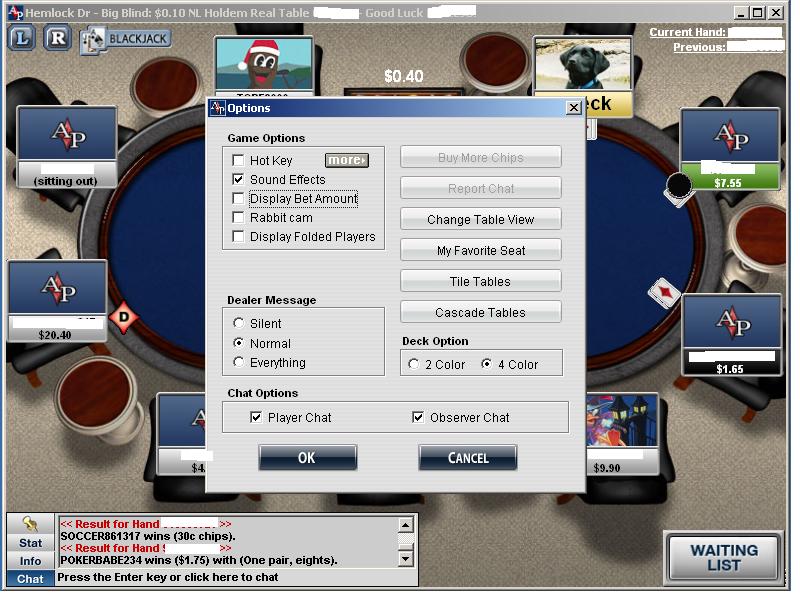 Hemlock Dr - Big Blind: $0.10 NL Holdem Real Table - Good Luck
Current Hand:
Previous:
L R BLACKJACK
$0.40
(sitting out)
$7.55
$20.40
D
$1.65
$4.
$9.90
Options
Game Options
Hot Key more
Sound Effects
Display Bet Amount
Rabbit cam
Display Folded Players
Buy More Chips
Report Chat
Change Table View
My Favorite Seat
Tile Tables
Cascade Tables
Dealer Message
Silent
Normal
Everything
Deck Option
2 Color 4 Color
Chat Options
Player Chat Observer Chat
OK CANCEL
Stat
Info
Chat
<< Result for Hand >>
SOCCER861317 wins (30c chips).
<< Result for Hand >>
POKERBABE234 wins ($1.75) with (One pair, eights).
Press the Enter key or click here to chat
WAITING
LIST